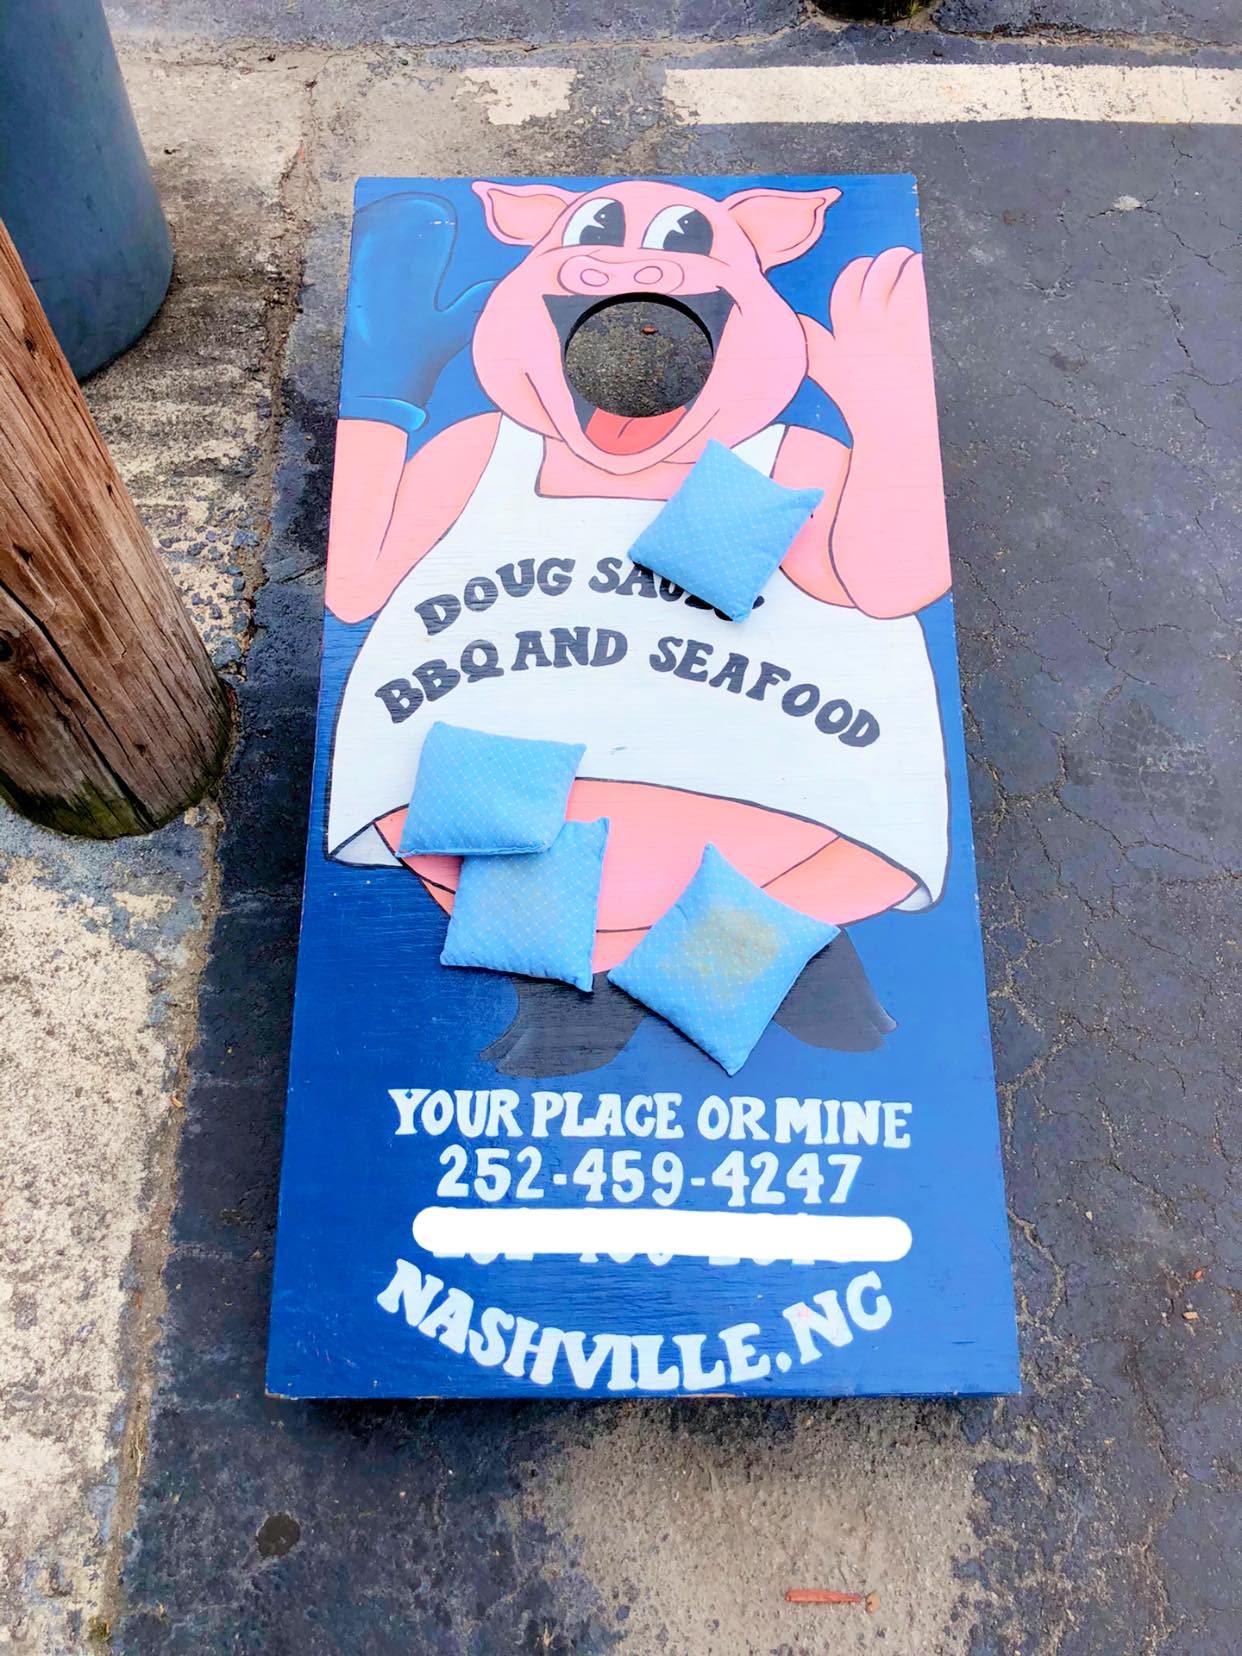 DOUG
BBQ AND SEAFOOD
YOUR PLACE OR MINE
252-459-4247
NASHVILLE, NC